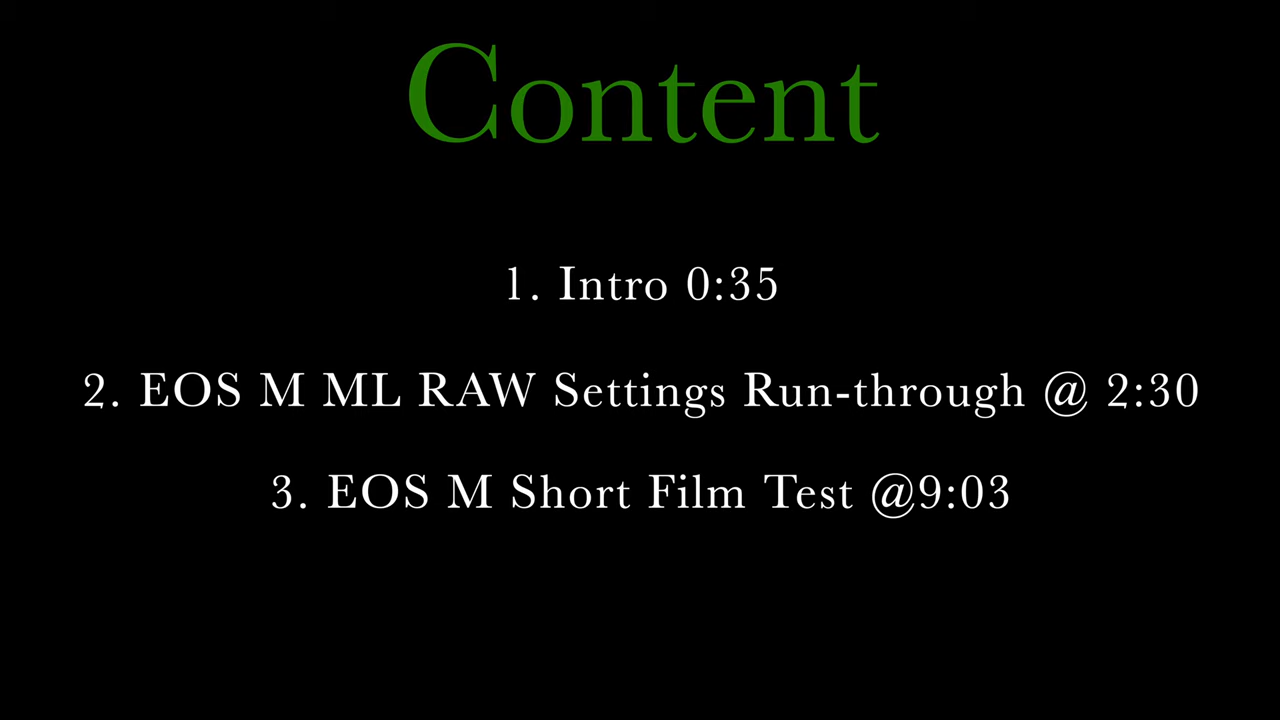 Content
1. Intro 0:35
2. EOS M ML RAW Settings Run-through @ 2:30
3. EOS M Short Film Test @9:03